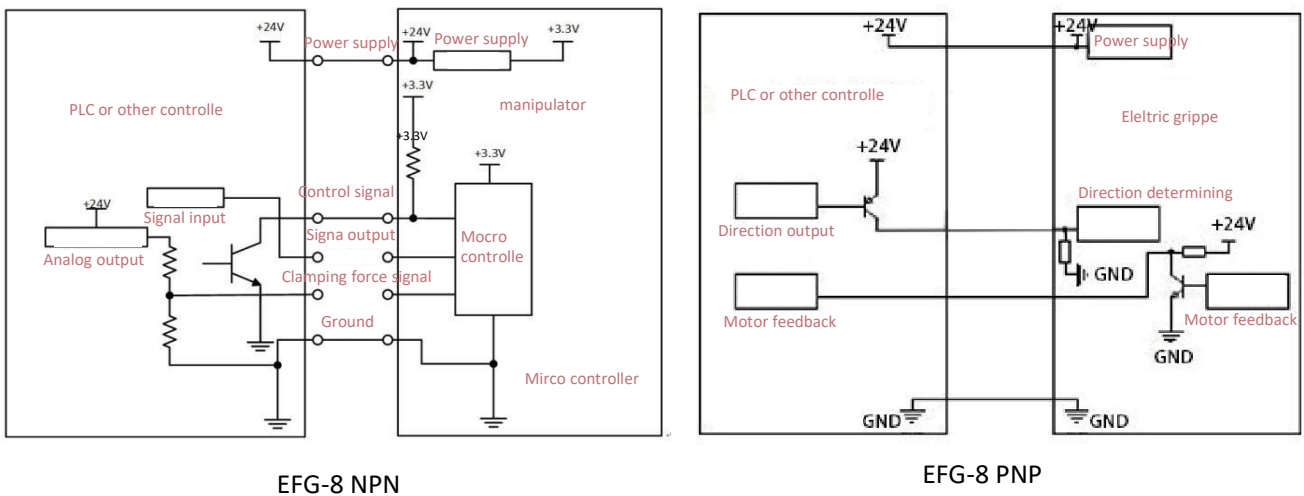 +24V
Power supply
+24V
Power supply
+3.3V
PLC or other controlle
+3.3V
manipulator
+3.3V
+3.3V
+24V
Signal input
Analog output
Control signal
Signa output
Clamping force signal
Ground
Mocro
controlle
Mirco controller
EFG-8 NPN
+24V
+24V
Power supply
PLC or other controlle
Eleltric grippe
+24V
Direction output
Direction determining
+24V
GND
Motor feedback
Motor feedback
GND
GND
GND
EFG-8 PNP